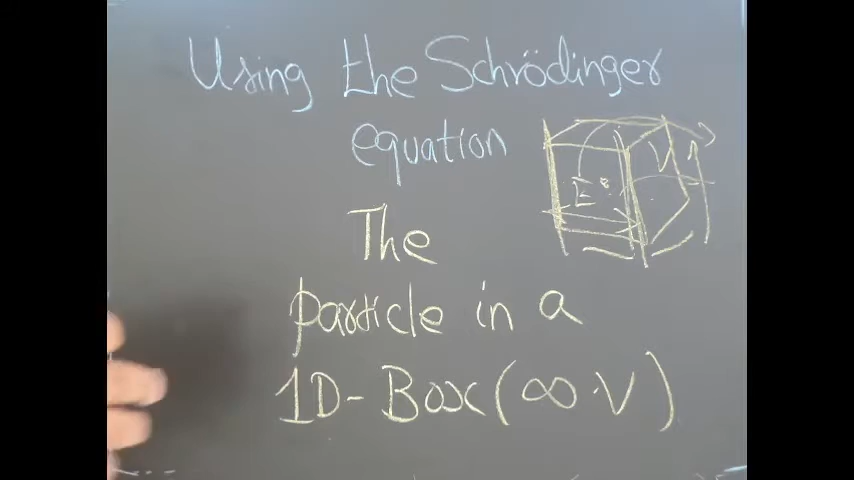 Using the Schrödinger
equation
V
E
The
particle in a
1D-Box (∞ V)